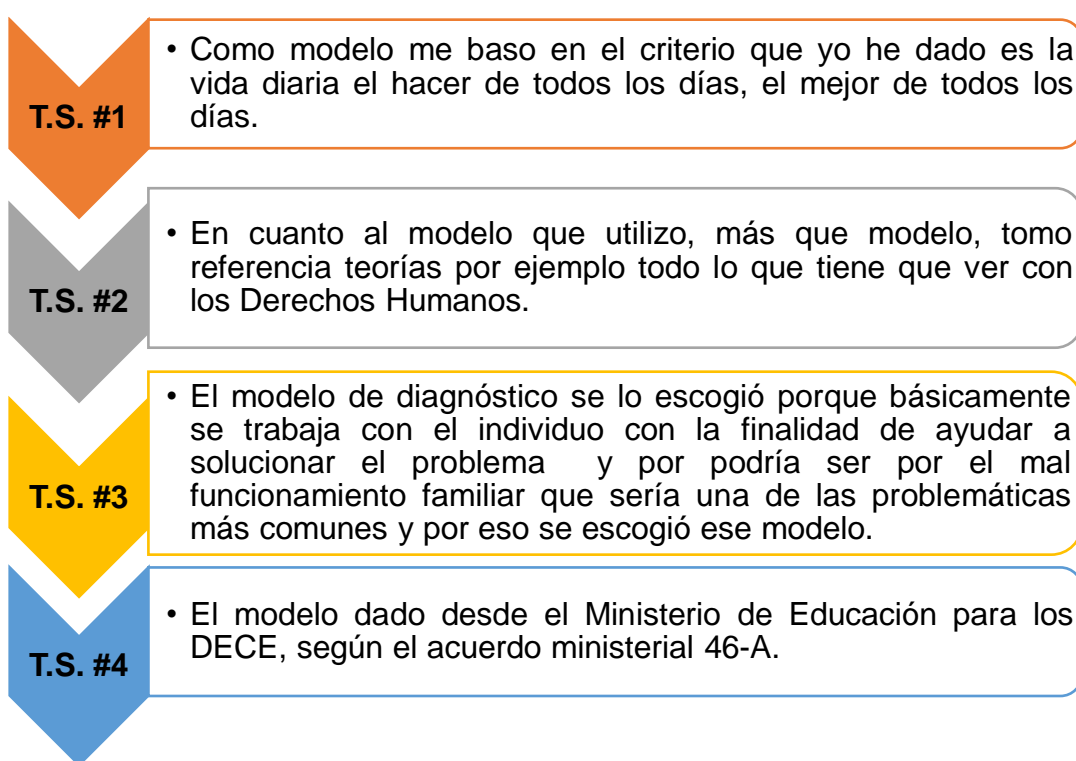 T.S. #1
• Como modelo me baso en el criterio que yo he dado es la
vida diaria el hacer de todos los días, el mejor de todos los
días.
T.S. #2
• En cuanto al modelo que utilizo, más que modelo, tomo
referencia teorías por ejemplo todo lo que tiene que ver con
los Derechos Humanos.
T.S. #3
• El modelo de diagnóstico se lo escogió porque básicamente
se trabaja con el individuo con la finalidad de ayudar a
solucionar el problema y por podría ser por el mal
funcionamiento familiar que sería una de las problemáticas
más comunes y por eso se escogió ese modelo.
T.S. #4
• El modelo dado desde el Ministerio de Educación para los
DECE, según el acuerdo ministerial 46-A.